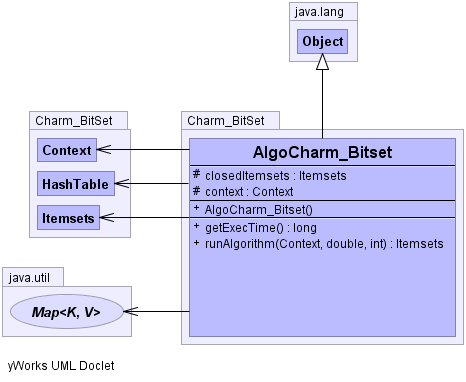 java.lang
Object
Charm_BitSet
Context
HashTable
Itemsets
Charm_BitSet
AlgoCharm_Bitset
# closedItemsets : Itemsets
# context : Context
+ AlgoCharm_Bitset()
+ getExecTime() : long
+ runAlgorithm(Context, double, int) : Itemsets
java.util
Map<K, V>
yWorks UML Doclet